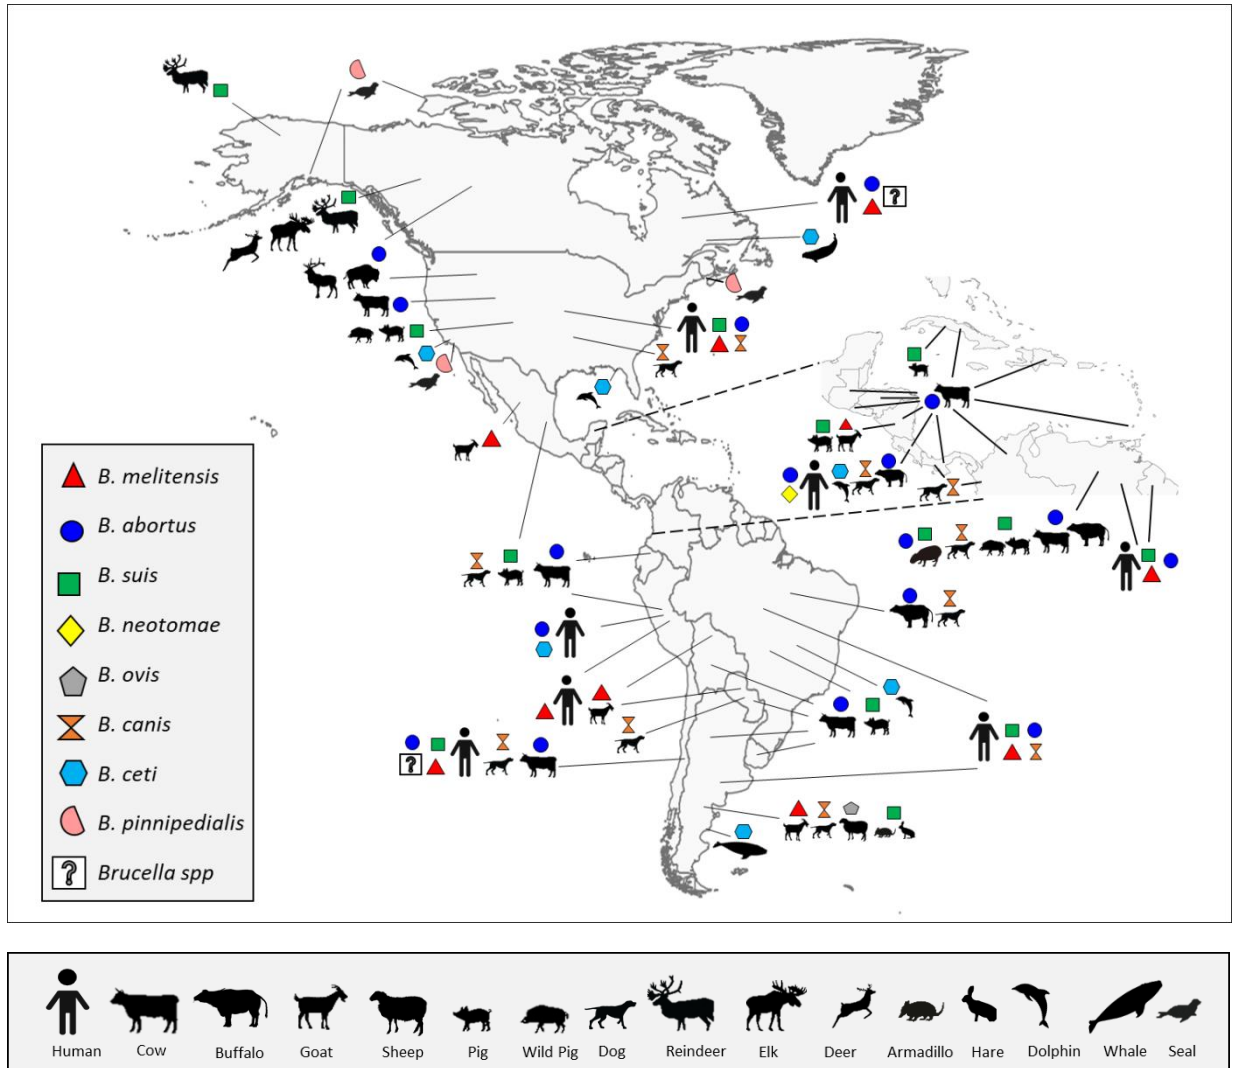 ?
B. melitensis
B. abortus
B. suis
B. neotomae
B. ovis
B. canis
B. ceti
B. pinnipedialis
? Brucella spp
?
Human Cow Buffalo Goat Sheep Pig Wild Pig Dog Reindeer Elk Deer Armadillo Hare Dolphin Whale Seal